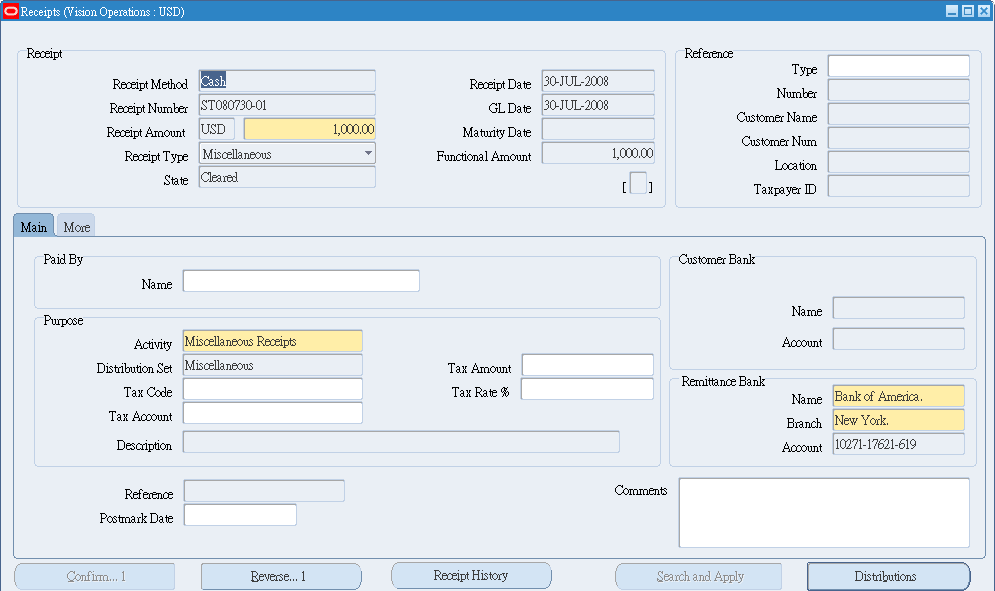 Receipts (Vision Operations : USD)
Receipt
Receipt Method Cash
Receipt Number ST080730-01
Receipt Amount USD 1,000.00
Receipt Type Miscellaneous
State Cleared
Receipt Date 30-JUL-2008
GL Date 30-JUL-2008
Maturity Date
Functional Amount 1,000.00
[ ]
Reference
Type
Number
Customer Name
Customer Num
Location
Taxpayer ID
Main More
Paid By
Name
Purpose
Activity Miscellaneous Receipts
Distribution Set Miscellaneous
Tax Code
Tax Account
Description
Tax Amount
Tax Rate %
Customer Bank
Name
Account
Remittance Bank
Name Bank of America.
Branch New York.
Account 10271-17621-619
Reference
Postmark Date
Comments
Confirm... 1 Reverse... 1 Receipt History Search and Apply Distributions